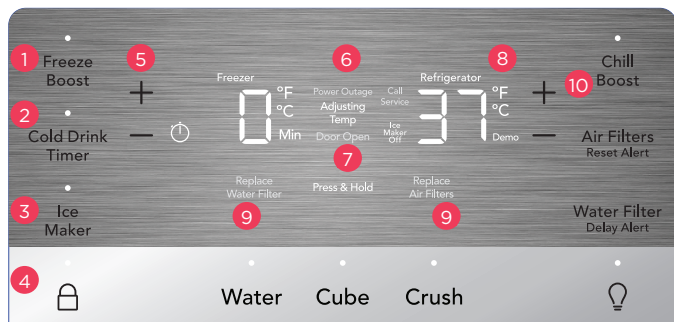 1
Freeze
Boost
2
Cold Drink
Timer
3
Ice
Maker
4
5
+
−
Freezer
0
°F
°C
Min
6
Power Outage
Adjusting
Temp
Door Open
7
Press & Hold
Call
Service
Ice
Maker
Off
Refrigerator
8
37
°F
°C
Demo
+
−
Replace
Water Filter
9
Replace
Air Filters
9
10
Chill
Boost
Air Filters
Reset Alert
Water Filter
Delay Alert
Water
Cube
Crush